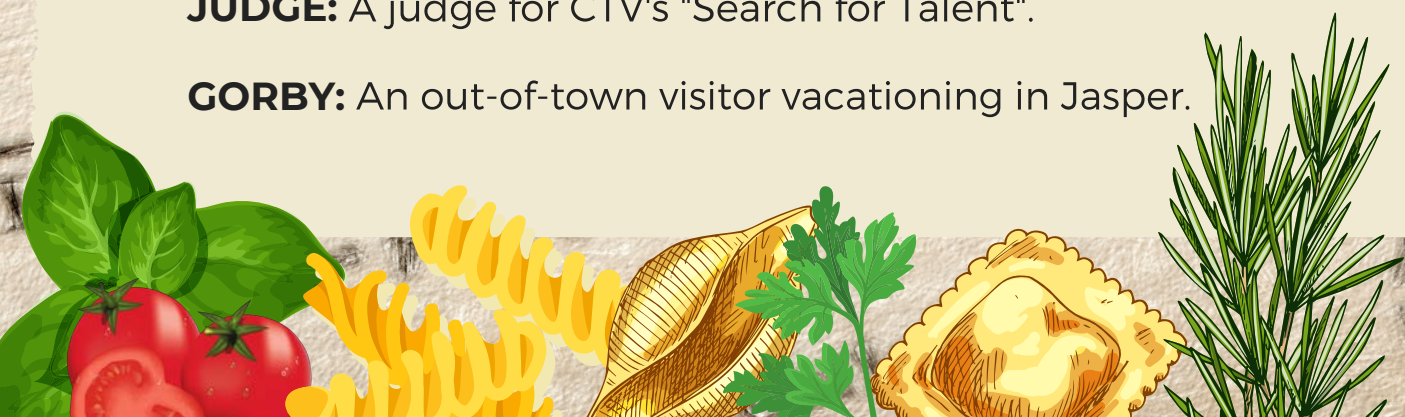 JUDGE: A judge for CTV's "Search for Talent".
GORBY: An out-of-town visitor vacationing in Jasper.